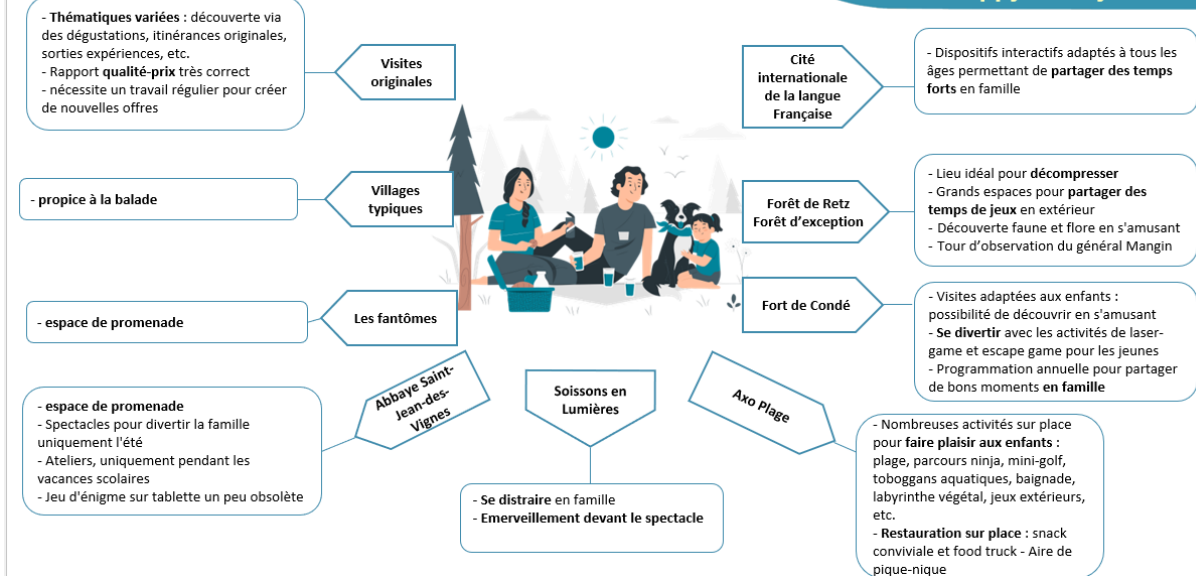 - Thématiques variées : découverte via
des dégustations, itinérances originales,
sorties expériences, etc.
- Rapport qualité-prix très correct
- nécessite un travail régulier pour créer
de nouvelles offres
Visites
originales
- propice à la balade
Villages
typiques
- espace de promenade
Les fantômes
- espace de promenade
- Spectacles pour divertir la famille
uniquement l'été
- Ateliers, uniquement pendant les
vacances scolaires
- Jeu d'énigme sur tablette un peu obsolète
Abbaye Saint-
Jean-des-
Vignes
Soissons en
Lumières
- Se distraire en famille
- Emerveillement devant le spectacle
Cité
internationale
de la langue
Française
- Dispositifs interactifs adaptés à tous les
âges permettant de partager des temps
forts en famille
Forêt de Retz
Forêt d'exception
- Lieu idéal pour décompresser
- Grands espaces pour partager des
temps de jeux en extérieur
- Découverte faune et flore en s'amusant
- Tour d'observation du général Mangin
Fort de Condé
- Visites adaptées aux enfants :
possibilité de découvrir en s'amusant
- Se divertir avec les activités de laser-
game et escape game pour les jeunes
- Programmation annuelle pour partager
de bons moments en famille
Axo Plage
- Nombreuses activités sur place
pour faire plaisir aux enfants :
plage, parcours ninja, mini-golf,
toboggans aquatiques, baignade,
labyrinthe végétal, jeux extérieurs,
etc.
- Restauration sur place : snack
conviviale et food truck - Aire de
pique-nique